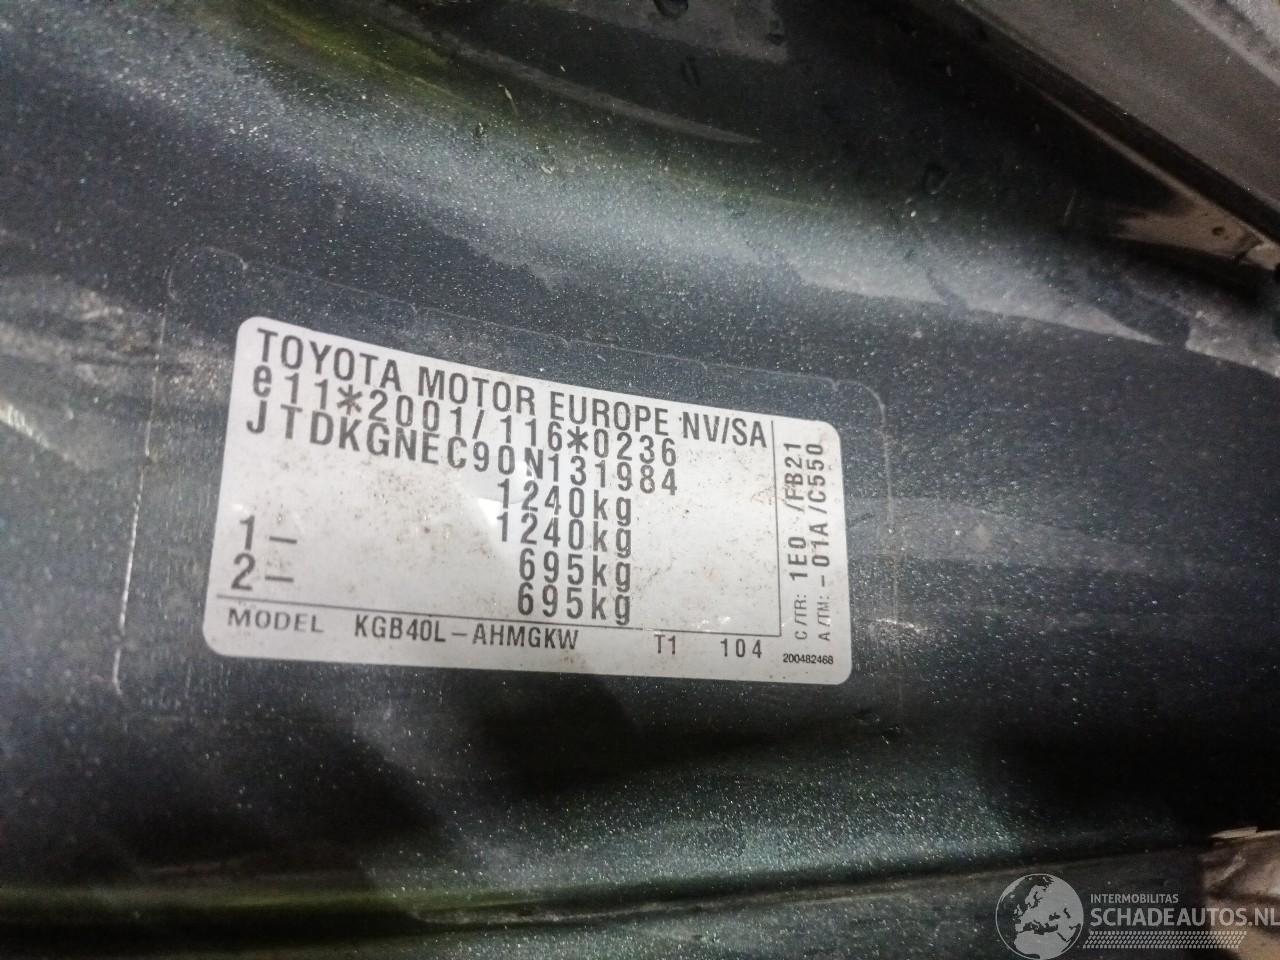 TOYOTA MOTOR EUROPE NV/SA
e11*2001/116*0236
JTDKGNEC90N131984
1240kg
1240kg
1- 695kg
2- 695kg
MODEL KGB40L-AHMGKW T1 104
C/TR: 1E0 /FB21
A/TM: -01A/C550
200482468
INTERMOBILITAS
SCHADEAUTOS.NL